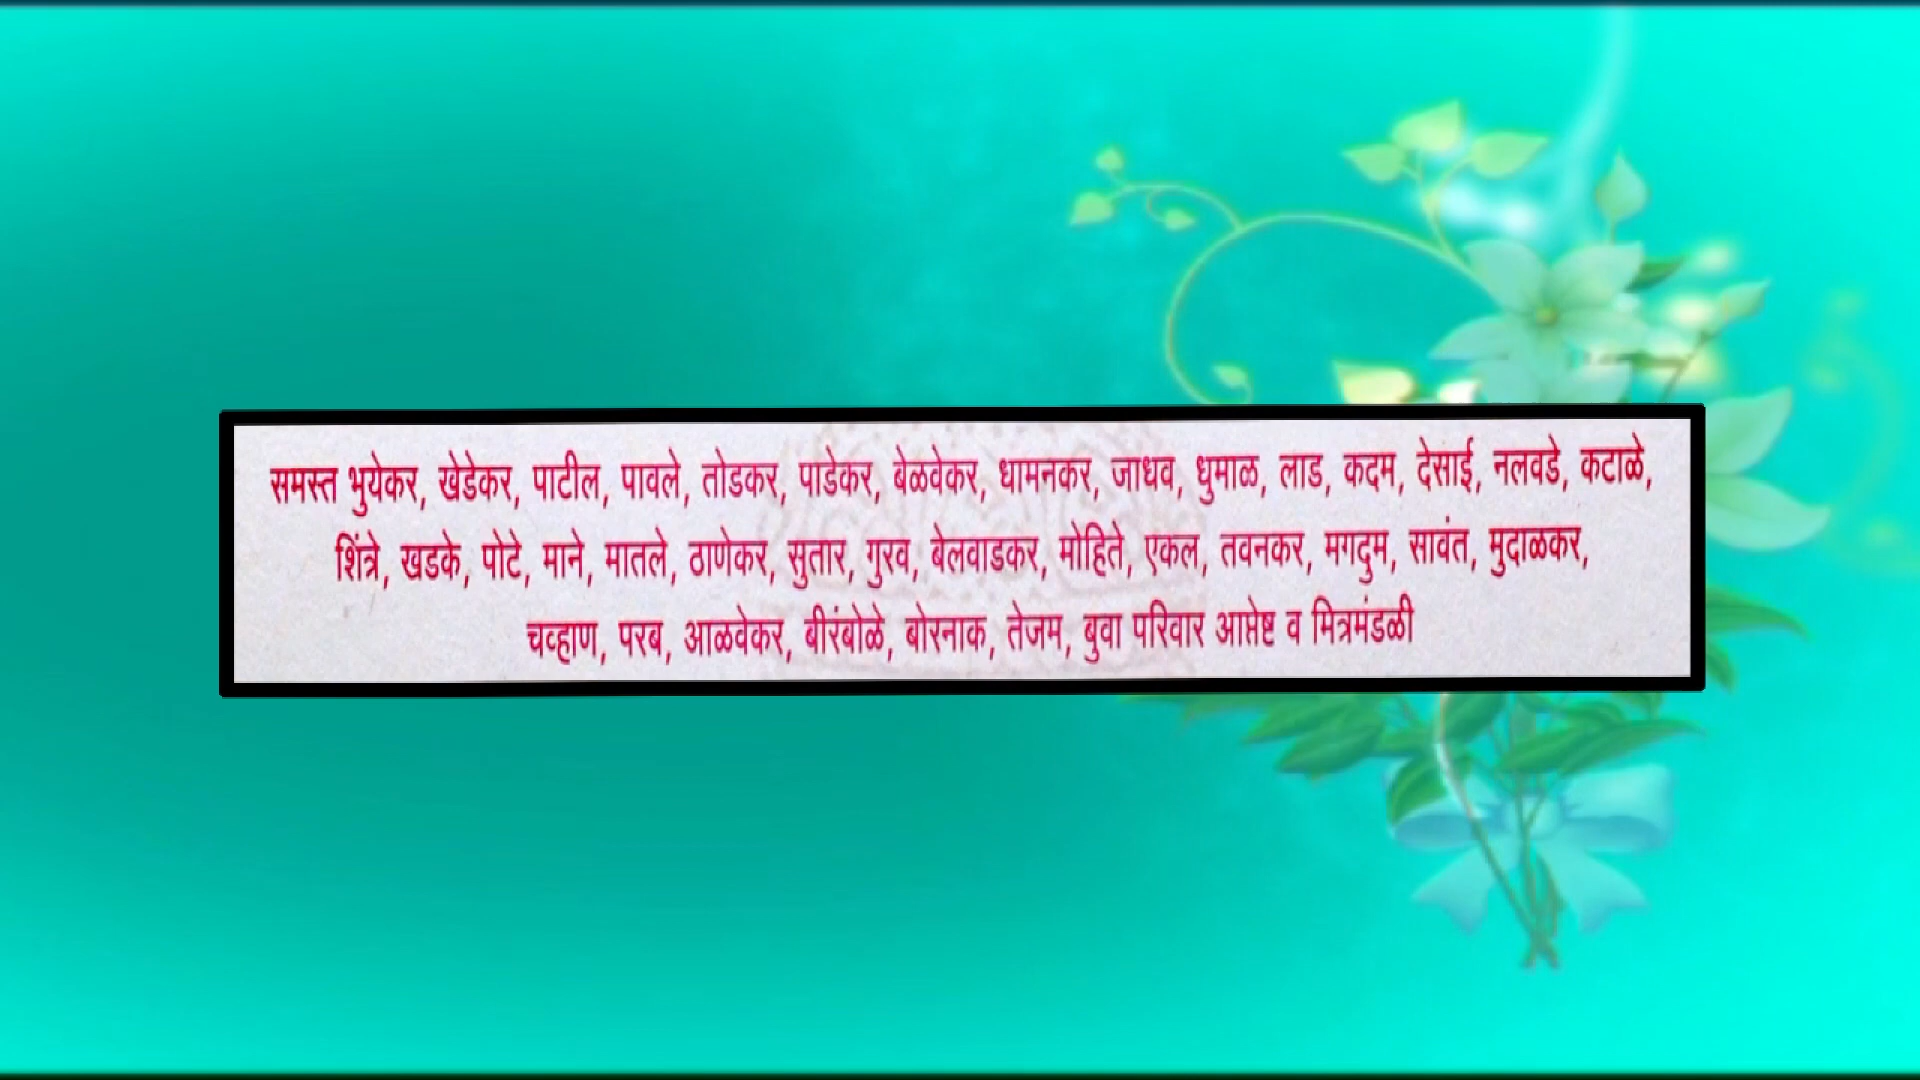 समस्त भुयेकर, खेडेकर, पाटील, पावले, तोडकर, पाडेकर, बेळवेकर, धामनकर, जाधव, धुमाळ, लाड, कदम, देसाई, नलवडे, कटाळे,
शिंत्रे, खडके, पोटे, माने, मातले, ठाणेकर, सुतार, गुरव, बेलवाडकर, मोहिते, एकल, तवनकर, मगदुम, सावंत, मुदाळकर,
चव्हाण, परब, आळवेकर, बीरंबोळे, बोरनाक, तेजम, बुवा परिवार आप्तेष्ट व मित्रमंडळी